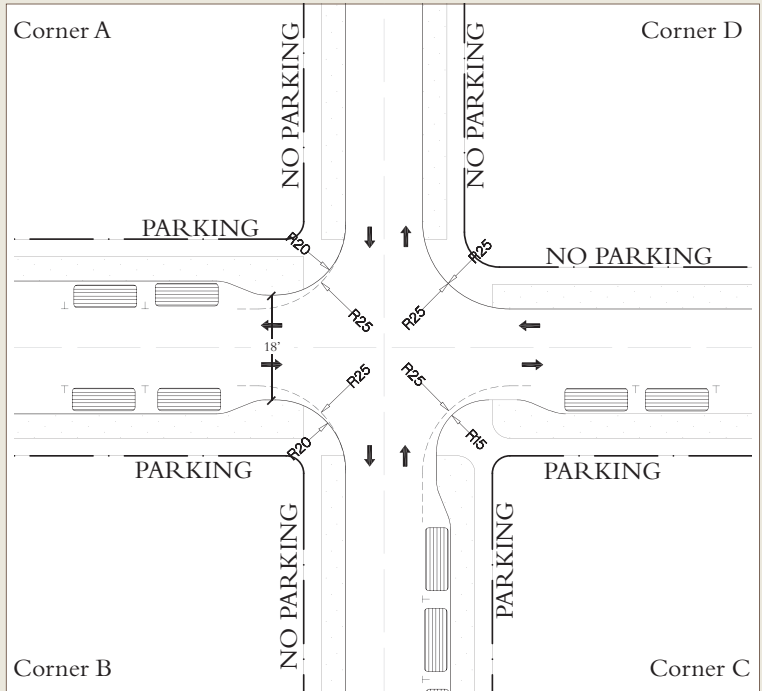 Corner A
Corner D
NO PARKING
NO PARKING
PARKING
NO PARKING
R20
R25
R25
R25
18'
R25
R25
R20
R15
PARKING
PARKING
NO PARKING
PARKING
Corner B
Corner C